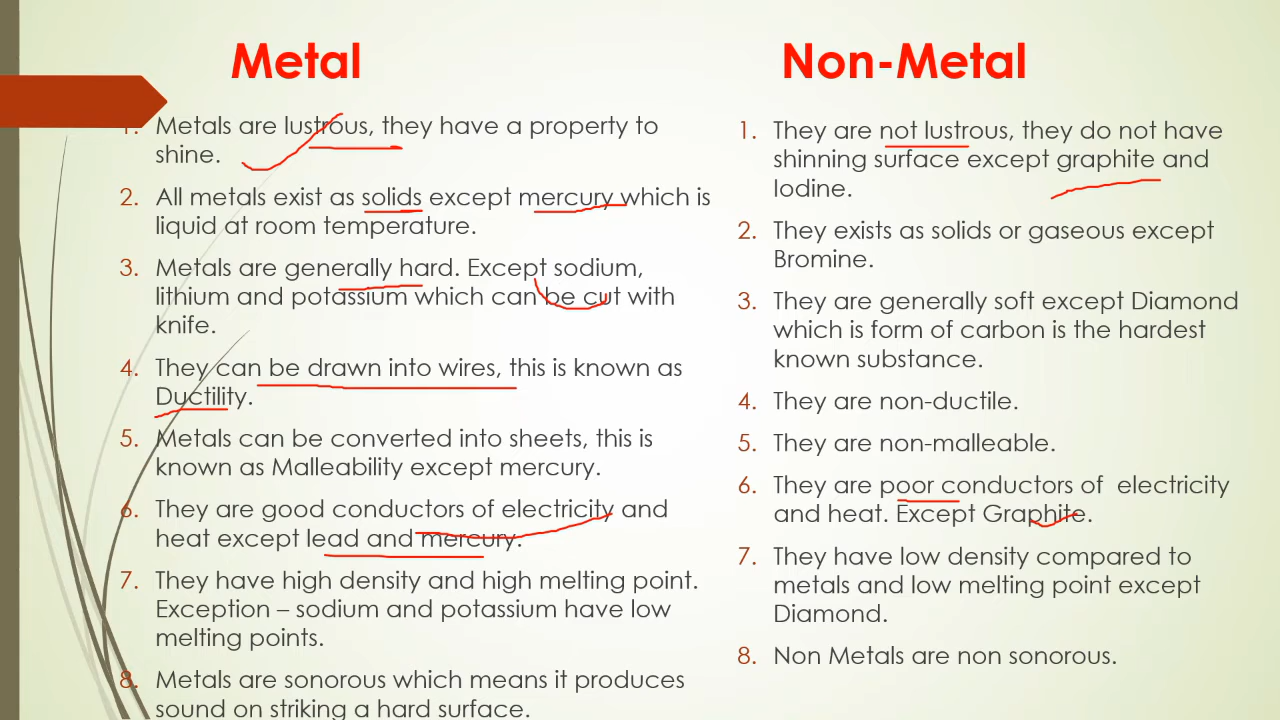 Metal
1. Metals are lustrous, they have a property to
shine.
2. All metals exist as solids except mercury which is
liquid at room temperature.
3. Metals are generally hard. Except sodium,
lithium and potassium which can be cut with
knife.
4. They can be drawn into wires, this is known as
Ductility.
5. Metals can be converted into sheets, this is
known as Malleability except mercury.
6. They are good conductors of electricity and
heat except lead and mercury.
7. They have high density and high melting point.
Exception – sodium and potassium have low
melting points.
8. Metals are sonorous which means it produces
sound on striking a hard surface.
Non-Metal
1. They are not lustrous, they do not have
shinning surface except graphite and
Iodine.
2. They exists as solids or gaseous except
Bromine.
3. They are generally soft except Diamond
which is form of carbon is the hardest
known substance.
4. They are non-ductile.
5. They are non-malleable.
6. They are poor conductors of electricity
and heat. Except Graphite.
7. They have low density compared to
metals and low melting point except
Diamond.
8. Non Metals are non sonorous.